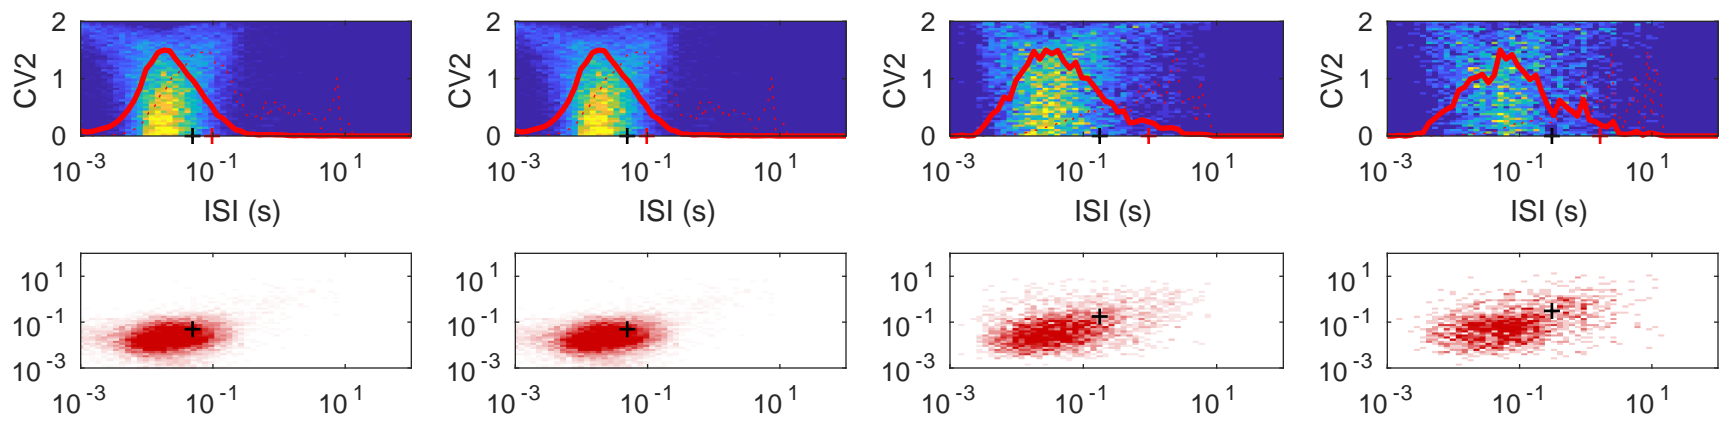 2 2 2 2
CV2 CV2 CV2 CV2
1 1 1 1
0 0 0 0
10^-3 10^-1 10^1 10^-3 10^-1 10^1 10^-3 10^-1 10^1 10^-3 10^-1 10^1
ISI (s) ISI (s) ISI (s) ISI (s)
10^1 10^1 10^1 10^1
10^-1 10^-1 10^-1 10^-1
10^-3 10^-3 10^-3 10^-3
10^-3 10^-1 10^1 10^-3 10^-1 10^1 10^-3 10^-1 10^1 10^-3 10^-1 10^1